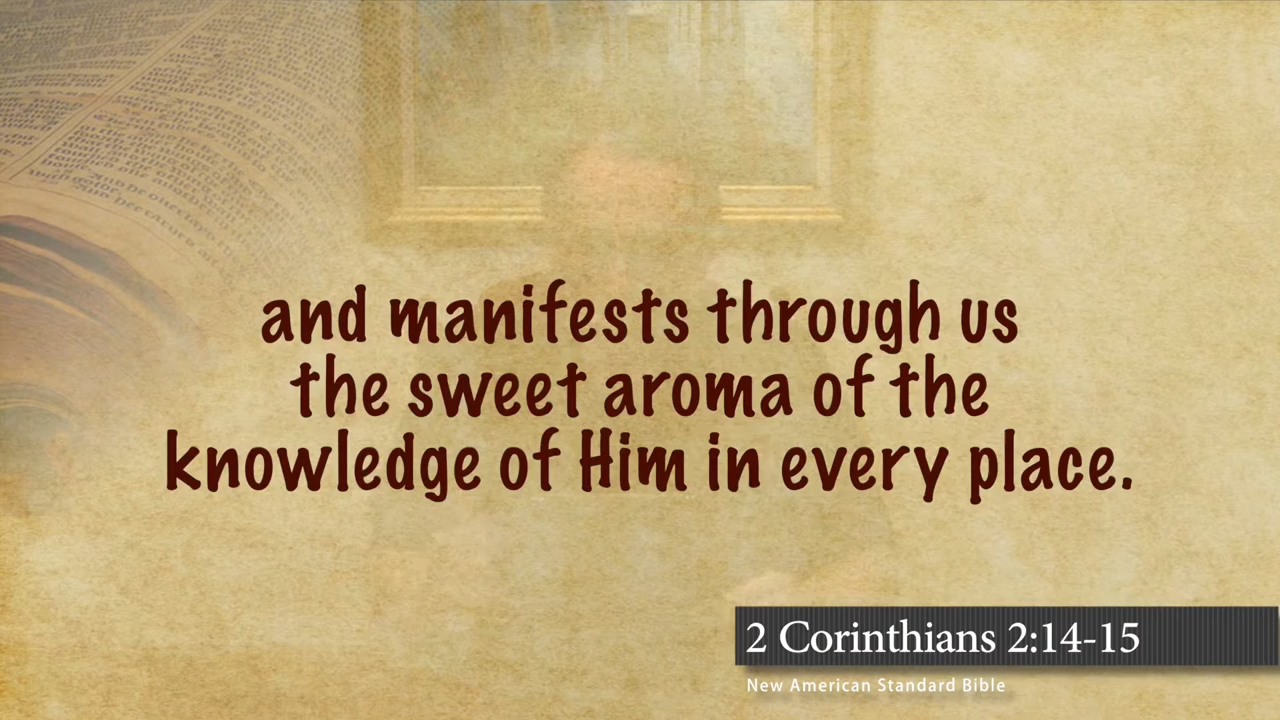 and manifests through us
the sweet aroma of the
knowledge of Him in every place.
2 Corinthians 2:14-15
New American Standard Bible